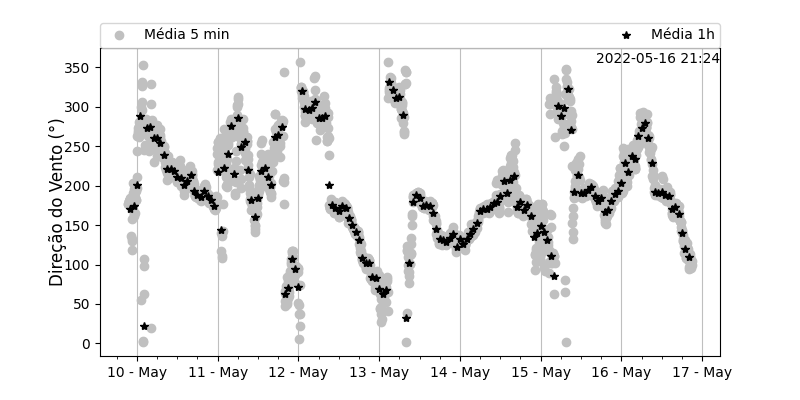 Média 5 min
Média 1h
2022-05-16 21:24
Direção do Vento (°)
350
300
250
200
150
100
50
0
10 - May
11 - May
12 - May
13 - May
14 - May
15 - May
16 - May
17 - May